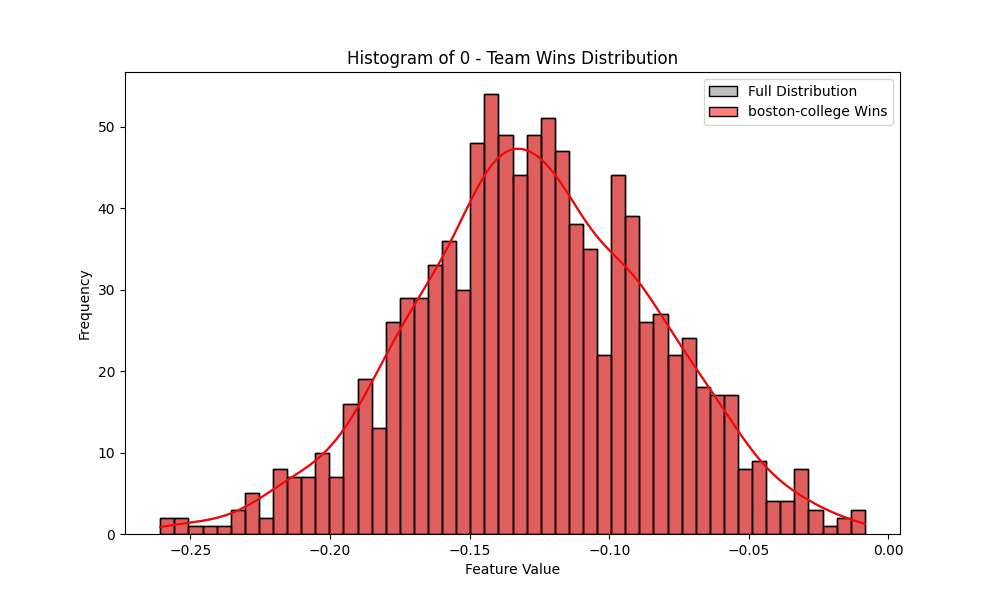 Histogram of 0 - Team Wins Distribution
Full Distribution
boston-college Wins
Frequency
50
40
30
20
10
0
−0.25
−0.20
−0.15
−0.10
−0.05
0.00
Feature Value